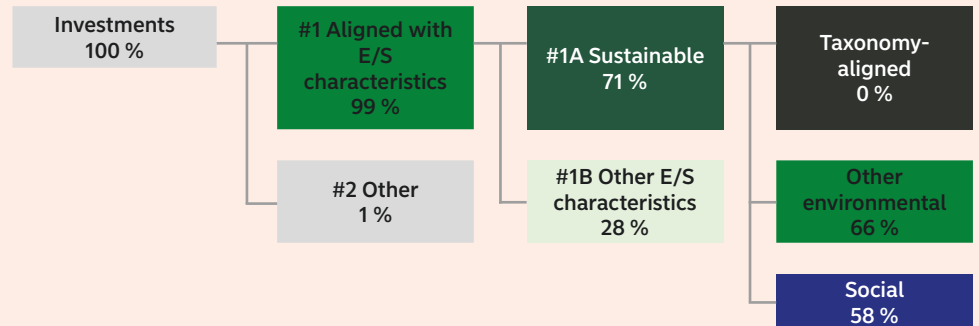 Investments
100 %
#1 Aligned with
E/S
characteristics
99 %
#1A Sustainable
71 %
Taxonomy-
aligned
0 %
#2 Other
1 %
#1B Other E/S
characteristics
28 %
Other
environmental
66 %
Social
58 %